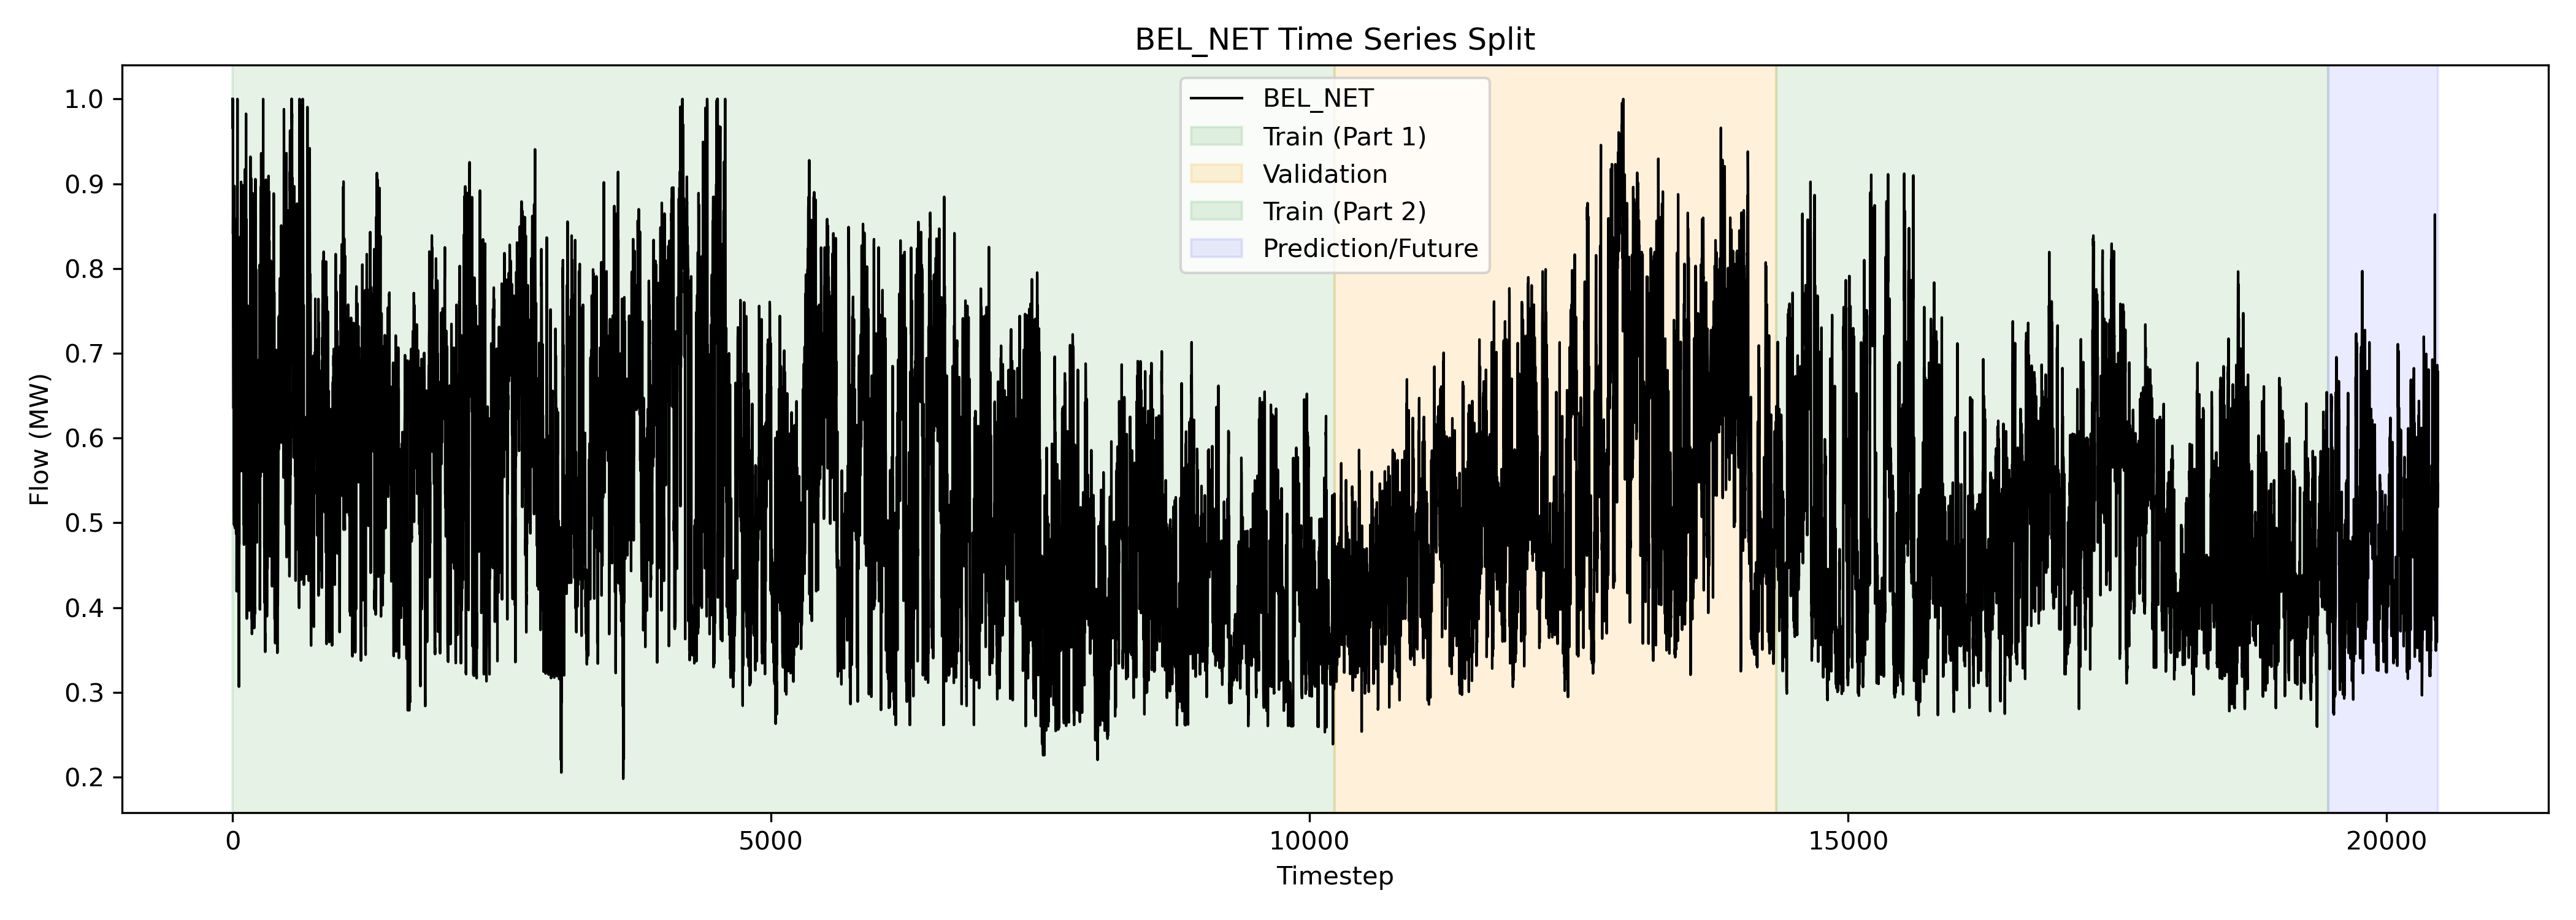 BEL_NET Time Series Split
BEL_NET
Train (Part 1)
Validation
Train (Part 2)
Prediction/Future
Flow (MW)
1.0
0.9
0.8
0.7
0.6
0.5
0.4
0.3
0.2
0 5000 10000 15000 20000
Timestep